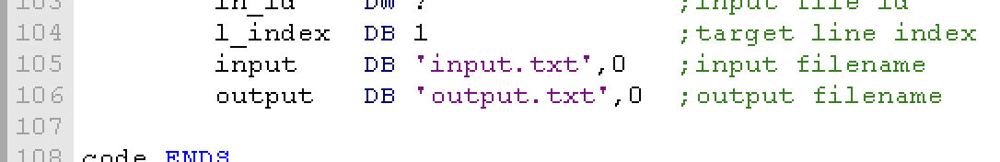 103 in_id DW ? ;input file id
104 l_index DB 1 ;target line index
105 input DB 'input.txt',0 ;input filename
106 output DB 'output.txt',0 ;output filename
107
108 code ENDS